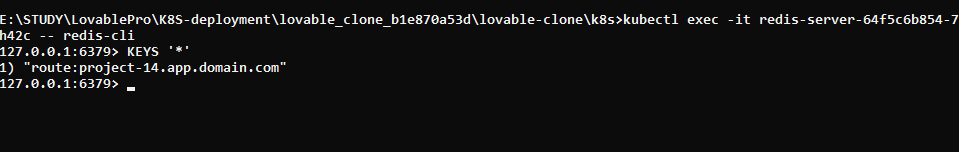 E:\STUDY\LovablePro\K8S-deployment\lovable_clone_b1e870a53d\lovable-clone\k8s>kubectl exec -it redis-server-64f5c6b854-7
h42c -- redis-cli
127.0.0.1:6379> KEYS '*'
1) "route:project-14.app.domain.com"
127.0.0.1:6379>